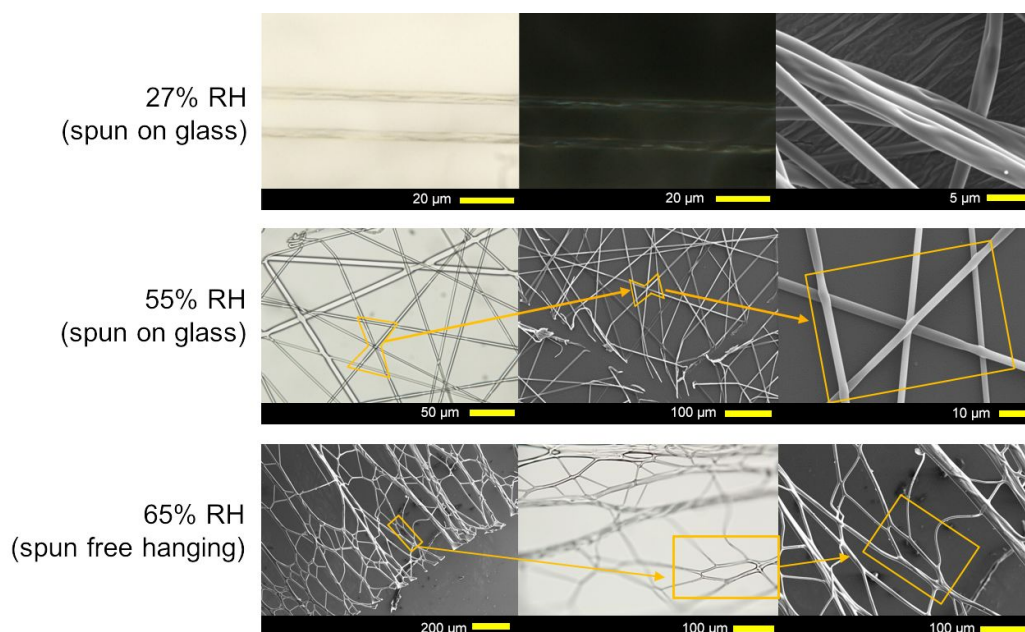 27% RH
(spun on glass)
20 µm
20 µm
5 µm
55% RH
(spun on glass)
50 µm
100 µm
10 µm
65% RH
(spun free hanging)
200 µm
100 µm
100 µm